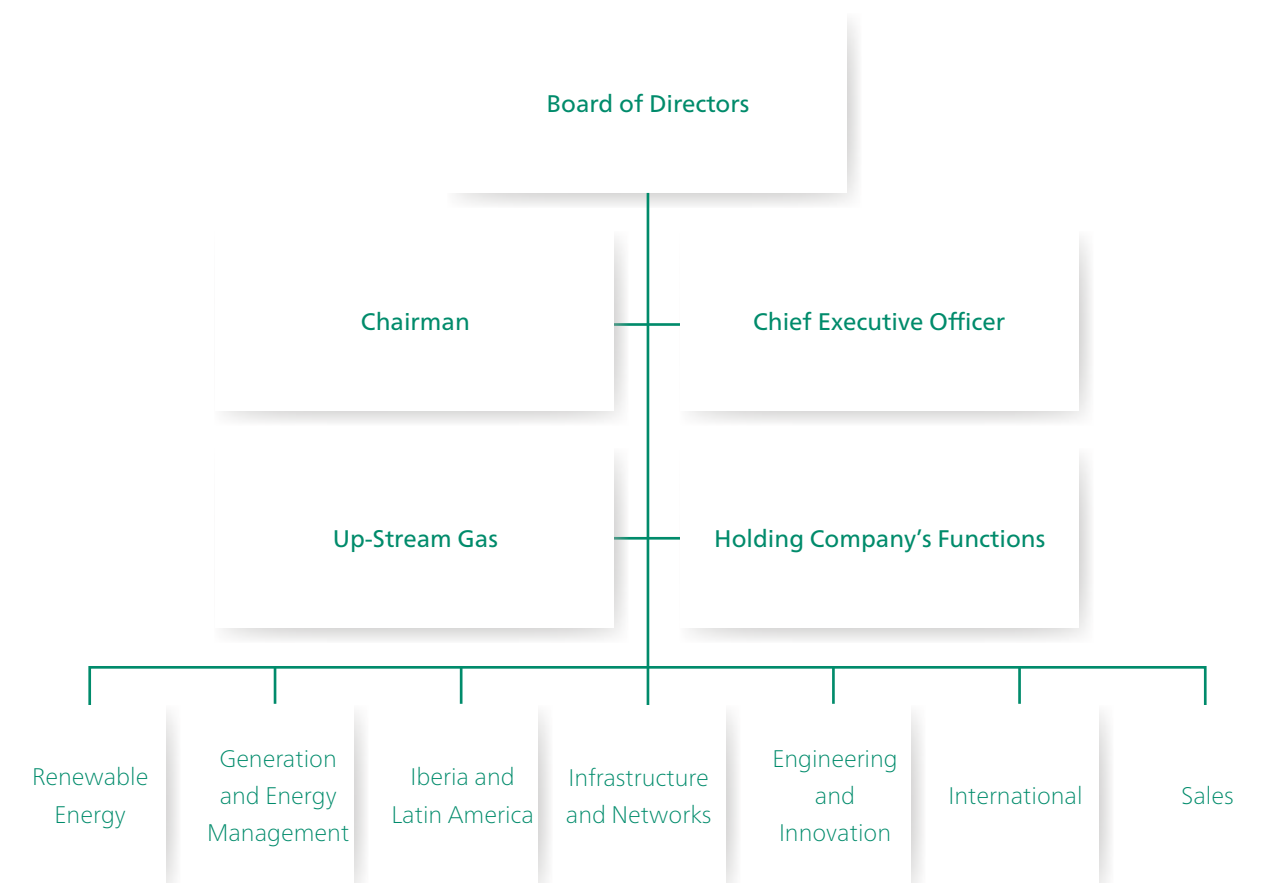 Board of Directors
Chairman
Chief Executive Officer
Up-Stream Gas
Holding Company’s Functions
Renewable
Energy
Generation
and Energy
Management
Iberia and
Latin America
Infrastructure
and Networks
Engineering
and
Innovation
International
Sales